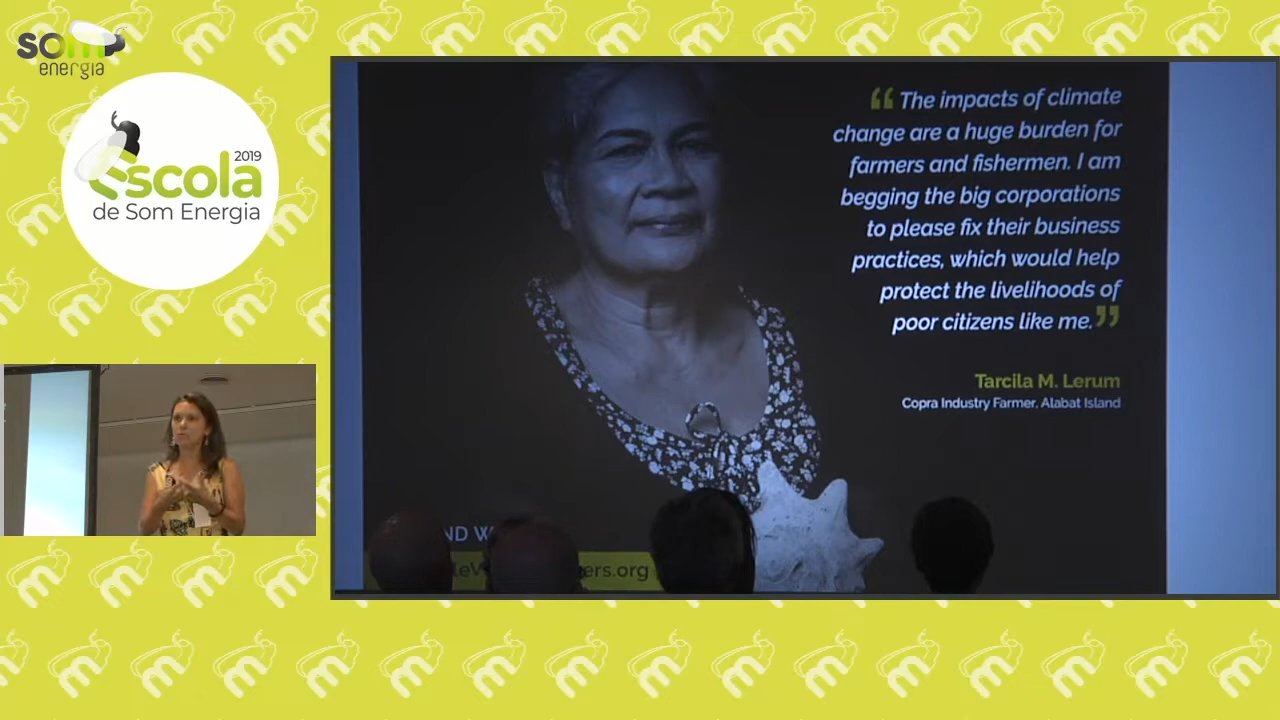 som
energia
2019
Escola
de Som Energia
“ The impacts of climate
change are a huge burden for
farmers and fishermen. I am
begging the big corporations
to please fix their business
practices, which would help
protect the livelihoods of
poor citizens like me. ”
Tarcila M. Lerum
Copra Industry Farmer, Alabat Island
ers.org